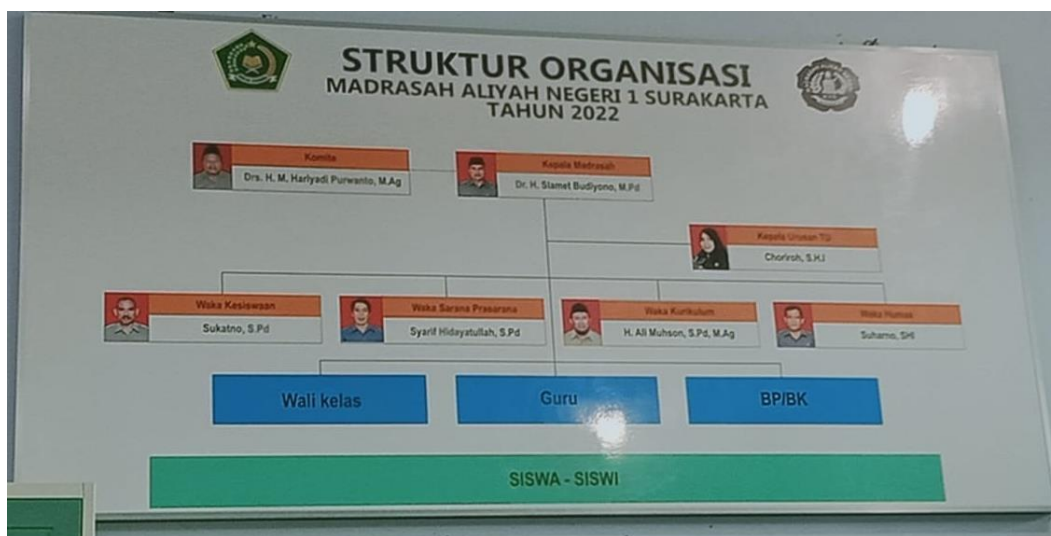 STRUKTUR ORGANISASI
MADRASAH ALIYAH NEGERI 1 SURAKARTA
TAHUN 2022
Komite
Drs. H. M. Hariyadi Purwanto, M.Ag
Kepala Madrasah
Dr. H. Slamet Budiyono, M.Pd
Kepala Urusan TU
Choriroh, S.H.I
Waka Kesiswaan
Sukatno, S.Pd
Waka Sarana Prasarana
Syarif Hidayatullah, S.Pd
Waka Kurikulum
H. Ali Muhson, S.Pd, M.Ag
Waka Humas
Suharno, SHI
Wali kelas
Guru
BP/BK
SISWA - SISWI